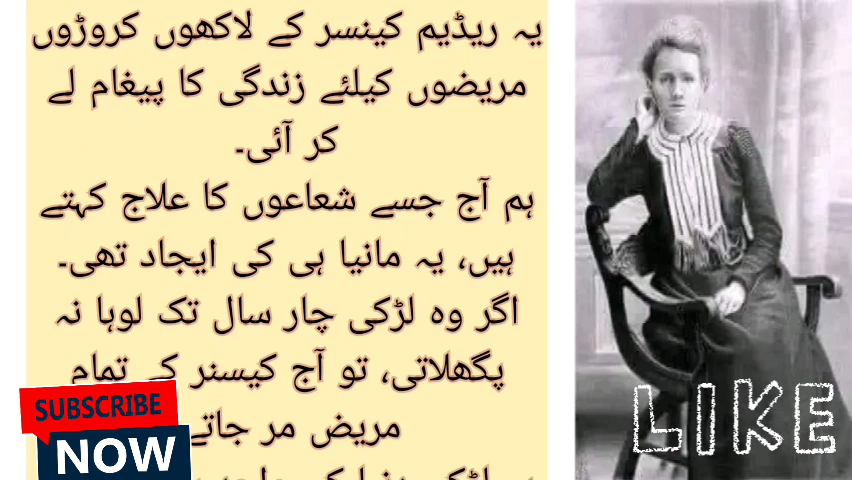 یہ ریڈیم کینسر کے لاکھوں کروڑوں
مریضوں کیلئے زندگی کا پیغام لے
کر آئی۔
ہم آج جسے شعاعوں کا علاج کہتے
ہیں، یہ مانیا ہی کی ایجاد تھی۔
اگر وہ لڑکی چار سال تک لوہا نہ
پگھلاتی، تو آج کیسنر کے تمام
مریض مر جاتے
SUBSCRIBE
NOW
LIKE